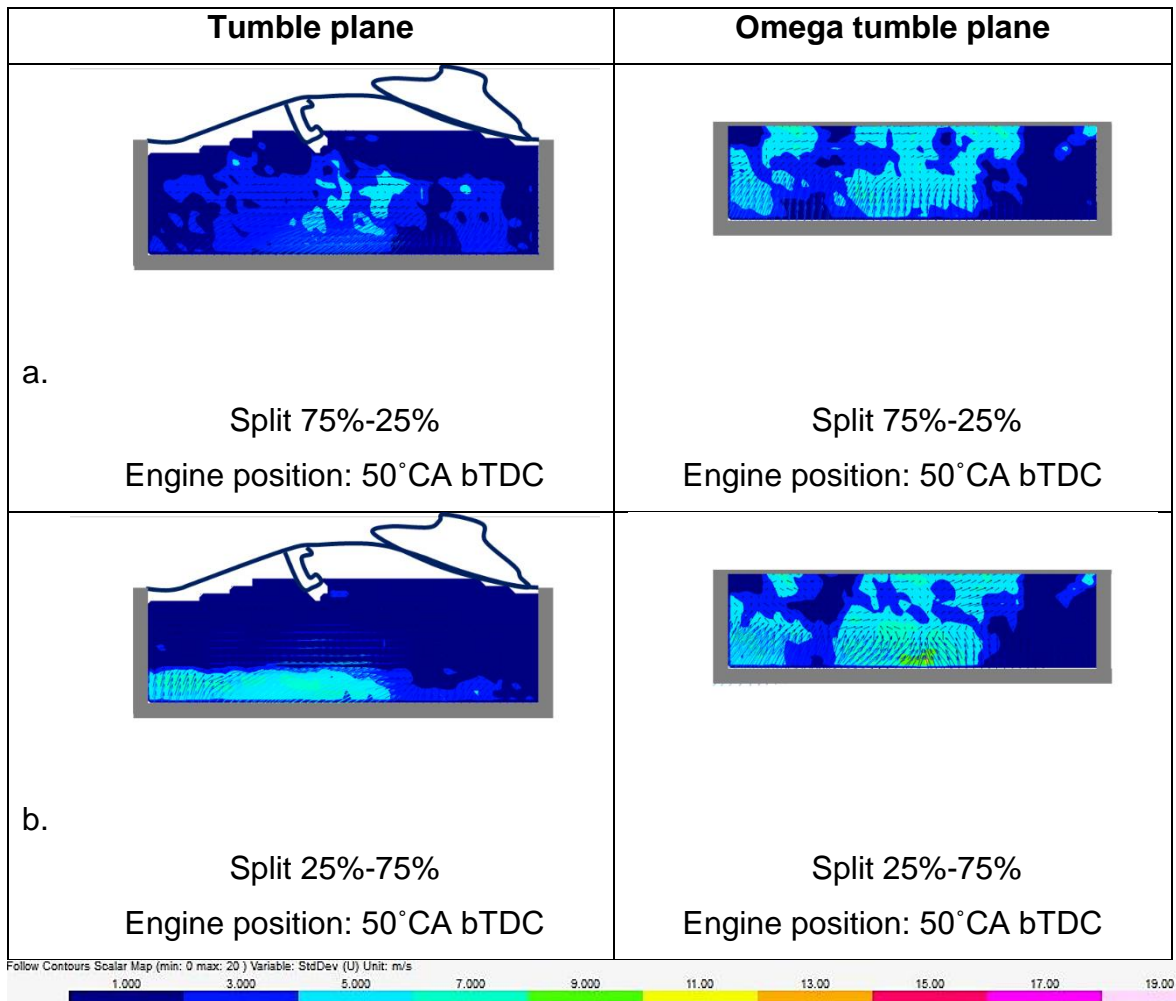 Tumble plane
Omega tumble plane
a.
Split 75%-25%
Engine position: 50˚CA bTDC
Split 75%-25%
Engine position: 50˚CA bTDC
b.
Split 25%-75%
Engine position: 50˚CA bTDC
Split 25%-75%
Engine position: 50˚CA bTDC
Follow Contours Scalar Map (min: 0 max: 20 ) Variable: StdDev (U) Unit: m/s
1.000 3.000 5.000 7.000 9.000 11.00 13.00 15.00 17.00 19.00